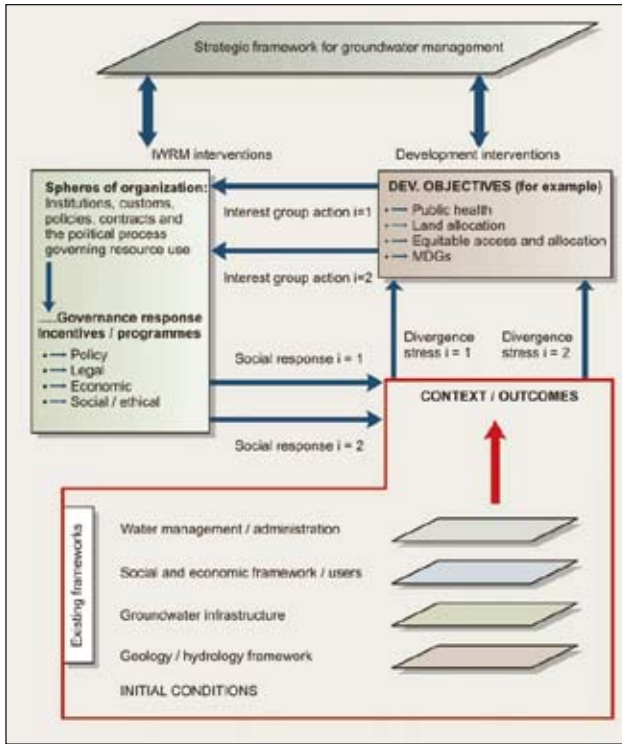 Strategic framework for groundwater management
IWRM interventions
Development interventions
Spheres of organization:
Institutions, customs,
policies, contracts and
the political process
governing resource use
.....Governance response
Incentives / programmes
• Policy
• Legal
• Economic
• Social / ethical
Interest group action i=1
Interest group action i=2
DEV. OBJECTIVES (for example)
• Public health
• Land allocation
• Equitable access and allocation
• MDGs
Social response i = 1
Social response i = 2
Divergence
stress i = 1
Divergence
stress i = 2
CONTEXT / OUTCOMES
Existing frameworks
Water management / administration
Social and economic framework / users
Groundwater infrastructure
Geology / hydrology framework
INITIAL CONDITIONS